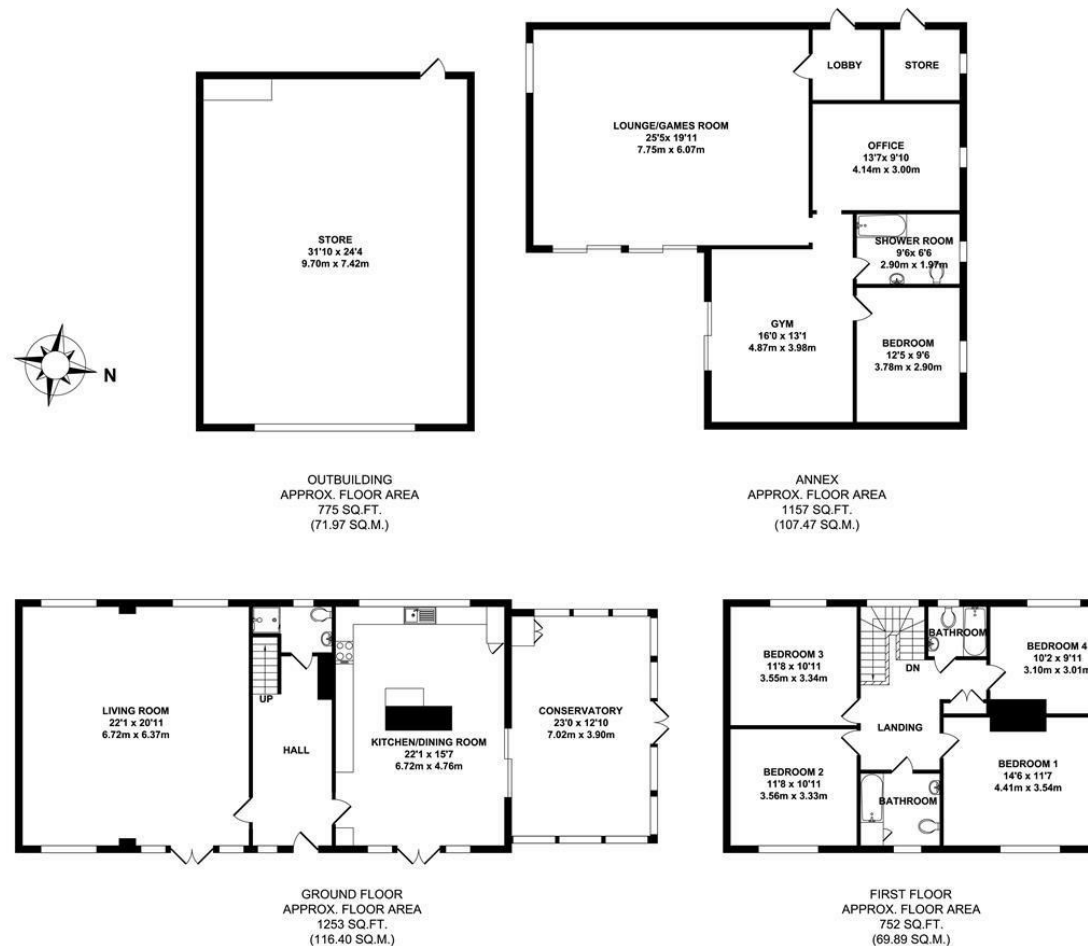 STORE
31'10 x 24'4
9.70m x 7.42m
N
OUTBUILDING
APPROX. FLOOR AREA
775 SQ.FT.
(71.97 SQ.M.)
LOBBY
STORE
LOUNGE/GAMES ROOM
25'5x 19'11
7.75m x 6.07m
OFFICE
13'7x 9'10
4.14m x 3.00m
SHOWER ROOM
9'6x 6'6
2.90m x 1.97m
GYM
16'0 x 13'1
4.87m x 3.98m
BEDROOM
12'5 x 9'6
3.78m x 2.90m
ANNEX
APPROX. FLOOR AREA
1157 SQ.FT.
(107.47 SQ.M.)
LIVING ROOM
22'1 x 20'11
6.72m x 6.37m
UP
HALL
KITCHEN/DINING ROOM
22'1 x 15'7
6.72m x 4.76m
CONSERVATORY
23'0 x 12'10
7.02m x 3.90m
GROUND FLOOR
APPROX. FLOOR AREA
1253 SQ.FT.
(116.40 SQ.M.)
BEDROOM 3
11'8 x 10'11
3.55m x 3.34m
DN
BATHROOM
BEDROOM 4
10'2 x 9'11
3.10m x 3.01m
LANDING
BEDROOM 2
11'8 x 10'11
3.56m x 3.33m
BATHROOM
BEDROOM 1
14'6 x 11'7
4.41m x 3.54m
FIRST FLOOR
APPROX. FLOOR AREA
752 SQ.FT.
(69.89 SQ.M.)